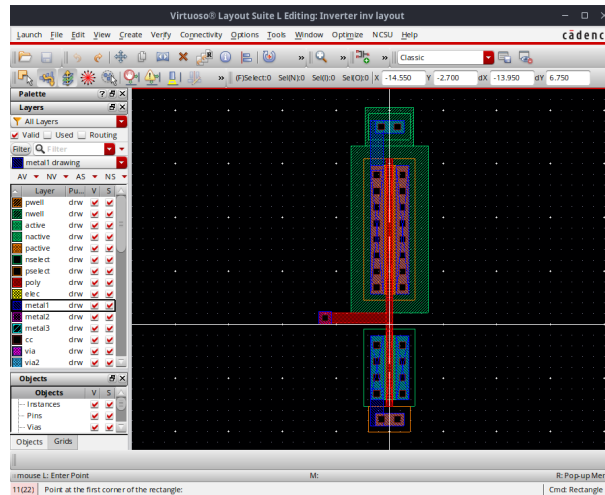 Virtuoso® Layout Suite L Editing: Inverter inv layout
Launch File Edit View Create Verify Connectivity Options Tools Window Optimize NCSU Help cādence
» » » Classic
» (F)Select:0 Sel(N):0 Sel(I):0 Sel(O):0 X -14.550 Y -2.700 dX -13.950 dY 6.750
Palette
Layers
All Layers
Valid Used Routing
Filter Filter
metal1 drawing
AV NV AS NS
Layer Pu... V S
pwell drw
nwell drw
active drw
nactive drw
pactive drw
nselect drw
pselect drw
poly drw
elec drw
metal1 drw
metal2 drw
metal3 drw
cc drw
via drw
via2 drw
Objects
Objects V S
Instances
Pins
Vias
Objects Grids
mouse L: Enter Point M: R: Pop-up Men
11(22) Point at the first corner of the rectangle: Cmd: Rectangle